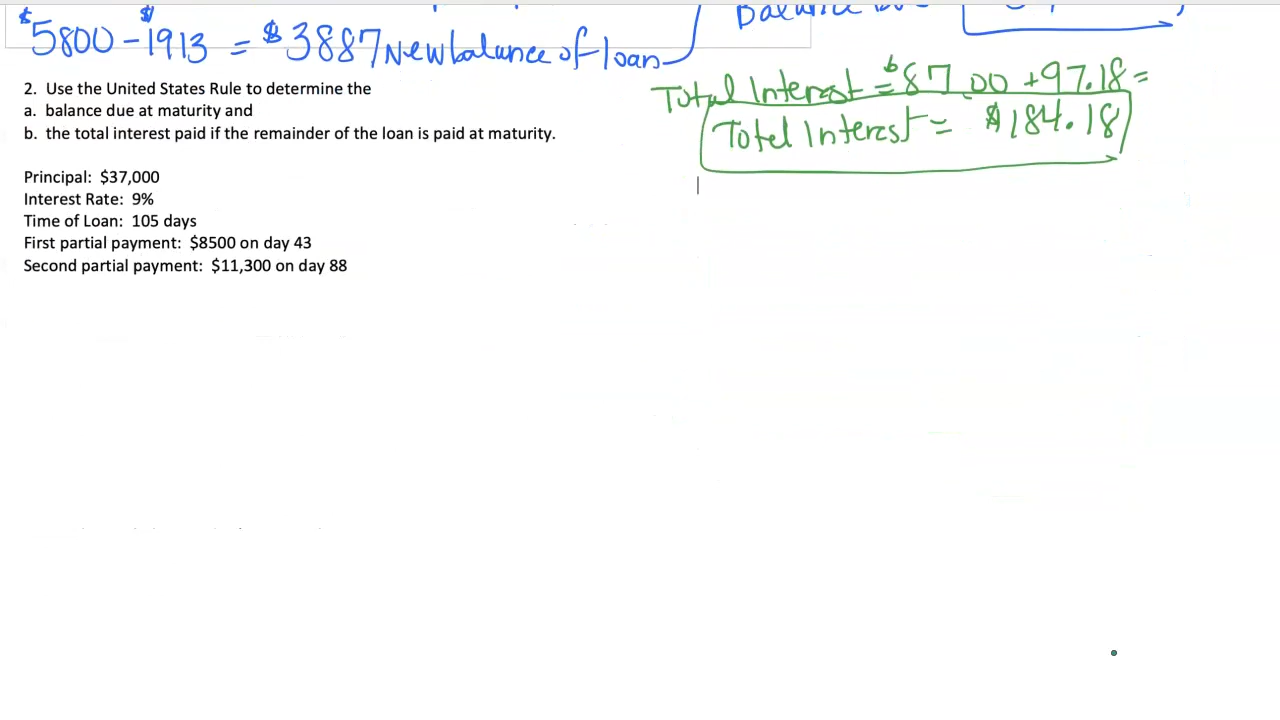 $5800 - $1913 = $3887 New balance of loan
2. Use the United States Rule to determine the
a. balance due at maturity and
b. the total interest paid if the remainder of the loan is paid at maturity.
Principal: $37,000
Interest Rate: 9%
Time of Loan: 105 days
First partial payment: $8500 on day 43
Second partial payment: $11,300 on day 88
Balance
Total Interest = $87.00 + 97.18 =
Total Interest = $184.18